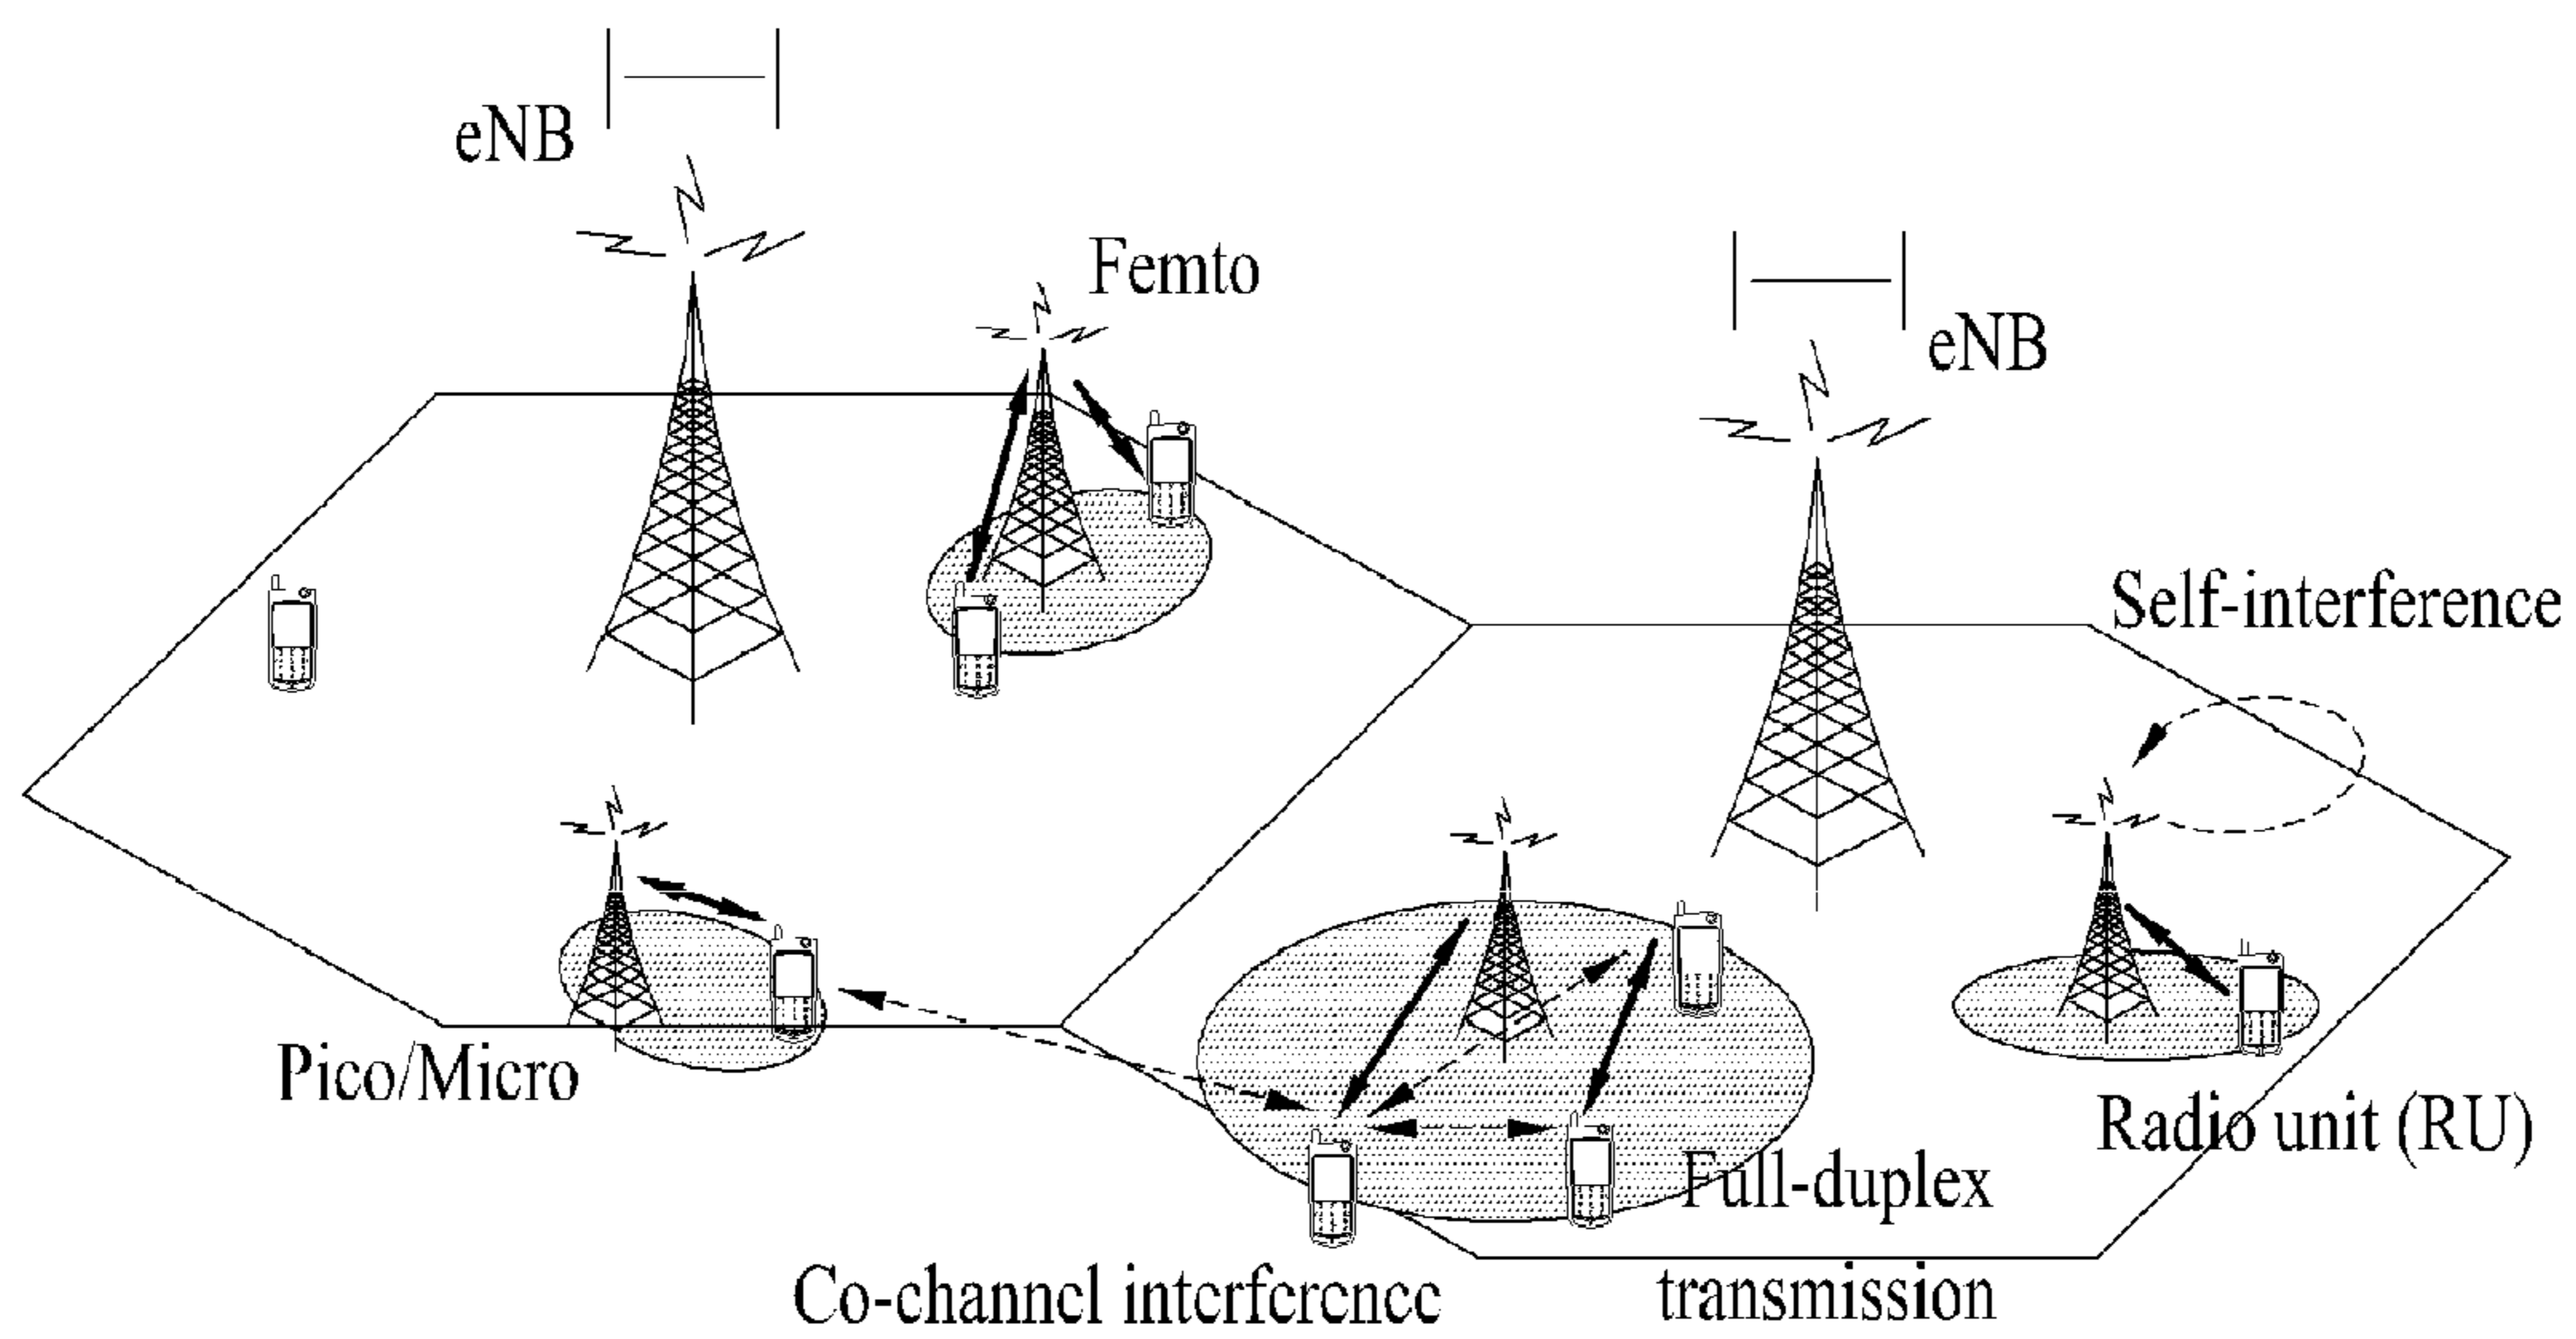 eNB
Femto
eNB
Self-interference
Pico/Micro
Radio unit (RU)
Full-duplex
transmission
Co-channel interference